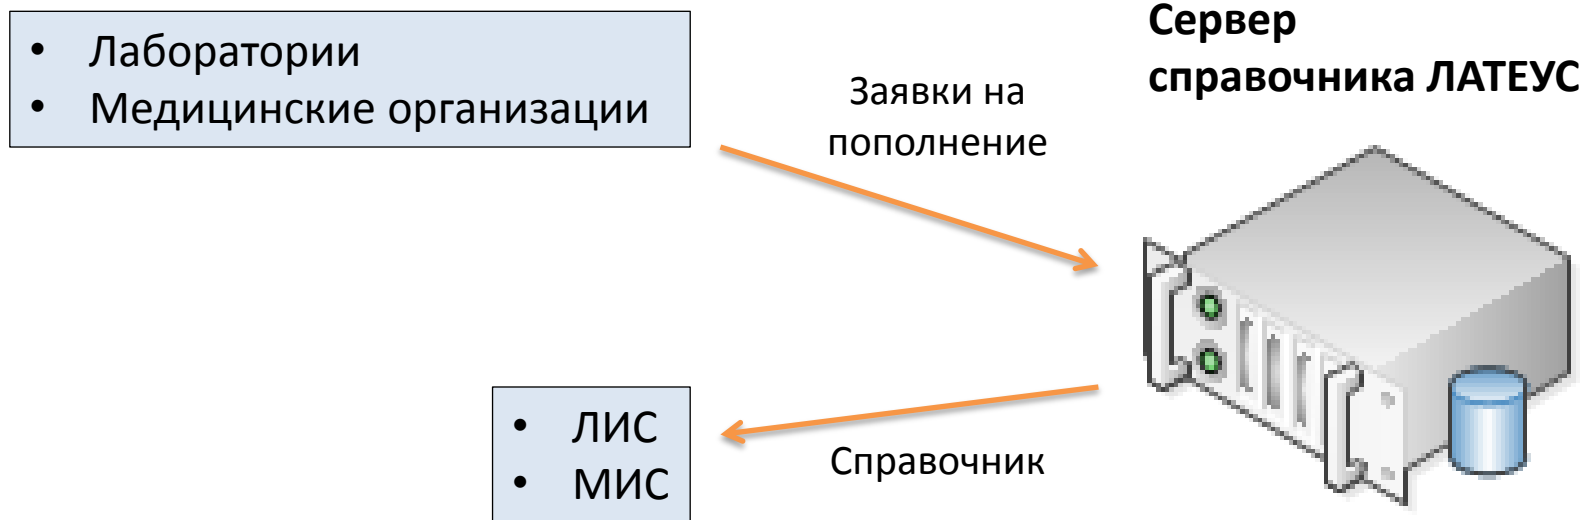 • Лаборатории
• Медицинские организации
Заявки на
пополнение
Сервер
справочника ЛАТЕУС
• ЛИС
• МИС
Справочник